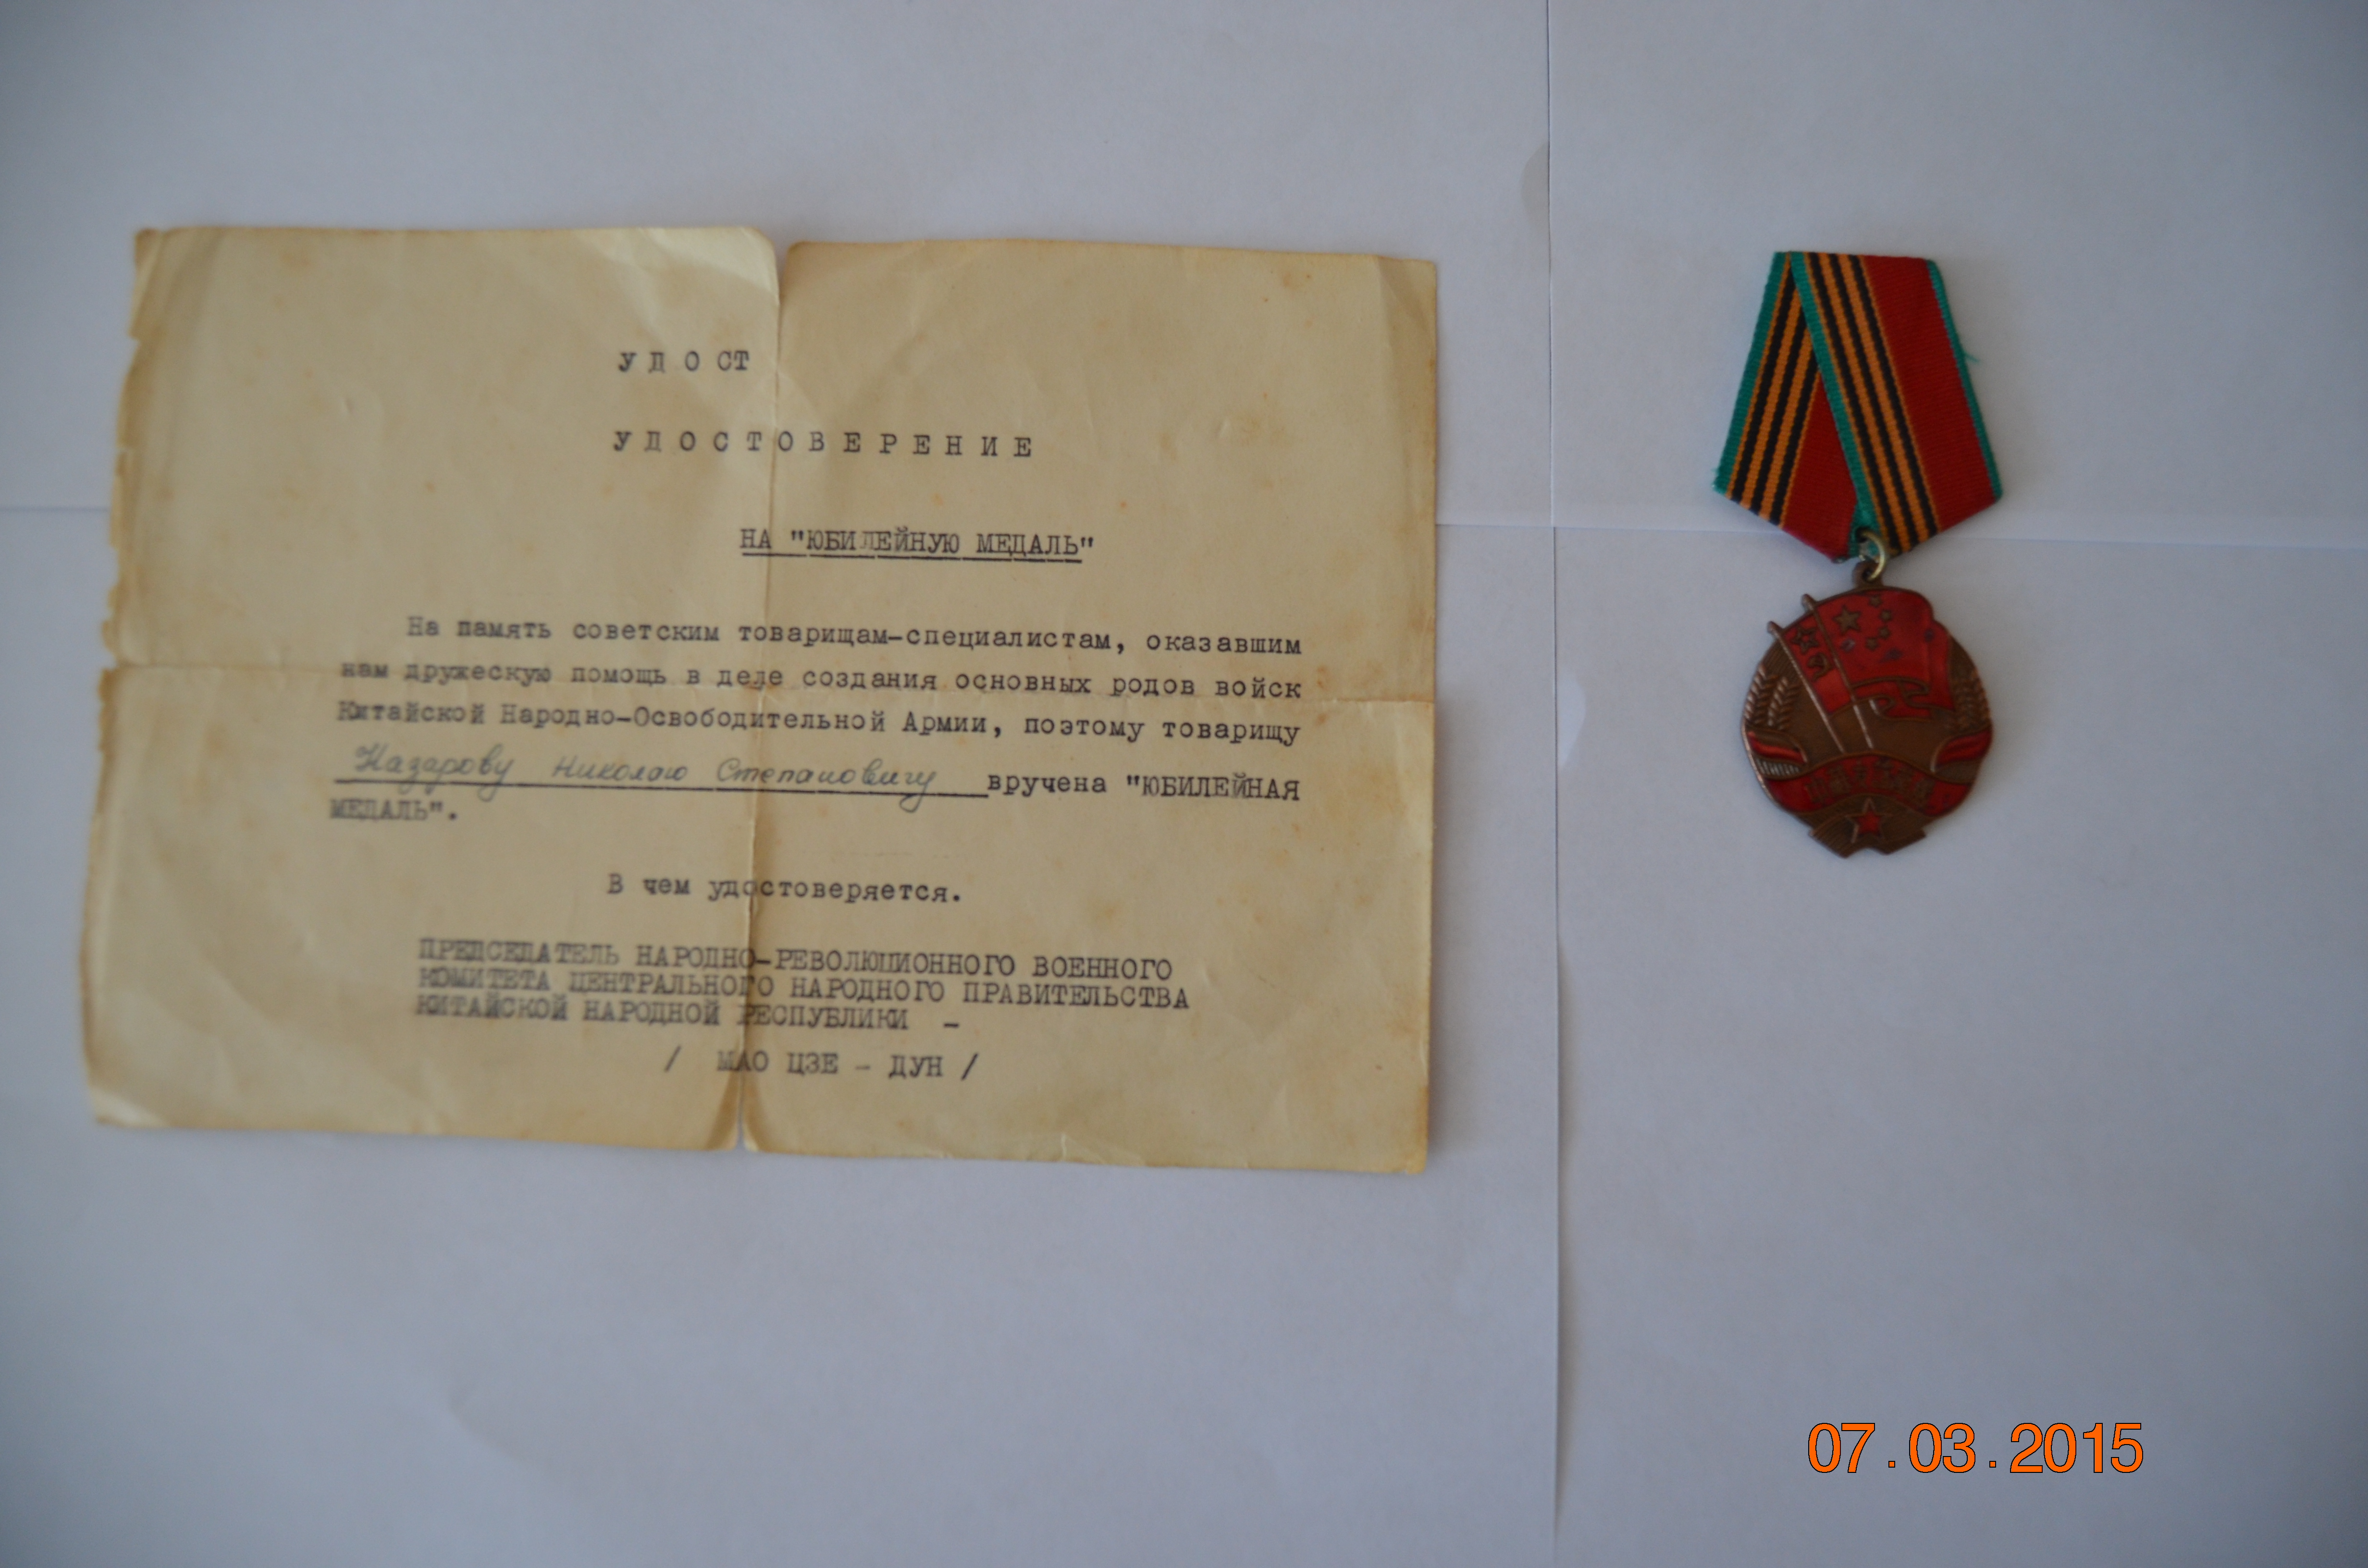 УДОСТ
УДОСТОВЕРЕНИЕ
НА "ЮБИЛЕЙНУЮ МЕДАЛЬ"
На память советским товарищам-специалистам, оказавшим
нам дружескую помощь в деле создания основных родов войск
Китайской Народно-Освободительной Армии, поэтому товарищу
Назарову Николаю Степановичу вручена "ЮБИЛЕЙНАЯ
МЕДАЛЬ".
В чем удостоверяется.
ПРЕДСЕДАТЕЛЬ НАРОДНО-РЕВОЛЮЦИОННОГО ВОЕННОГО
КОМИТЕТА ЦЕНТРАЛЬНОГО НАРОДНОГО ПРАВИТЕЛЬСТВА
КИТАЙСКОЙ НАРОДНОЙ РЕСПУБЛИКИ -
/ МАО ЦЗЕ - ДУН /
07.03.2015